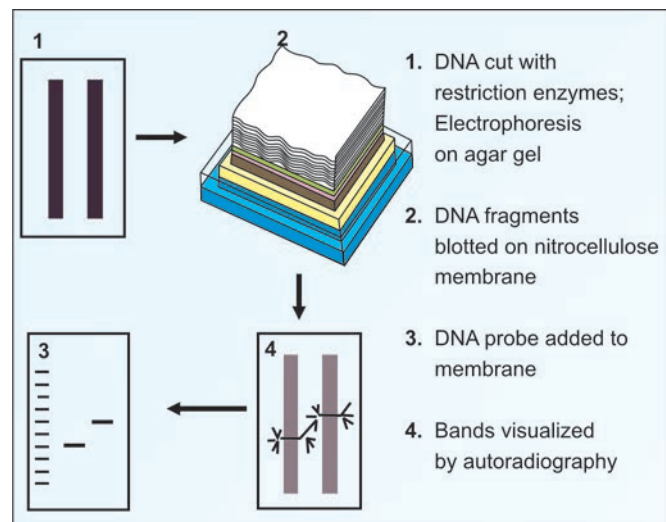 1
2
3
4
1. DNA cut with
restriction enzymes;
Electrophoresis
on agar gel
2. DNA fragments
blotted on nitrocellulose
membrane
3. DNA probe added to
membrane
4. Bands visualized
by autoradiography